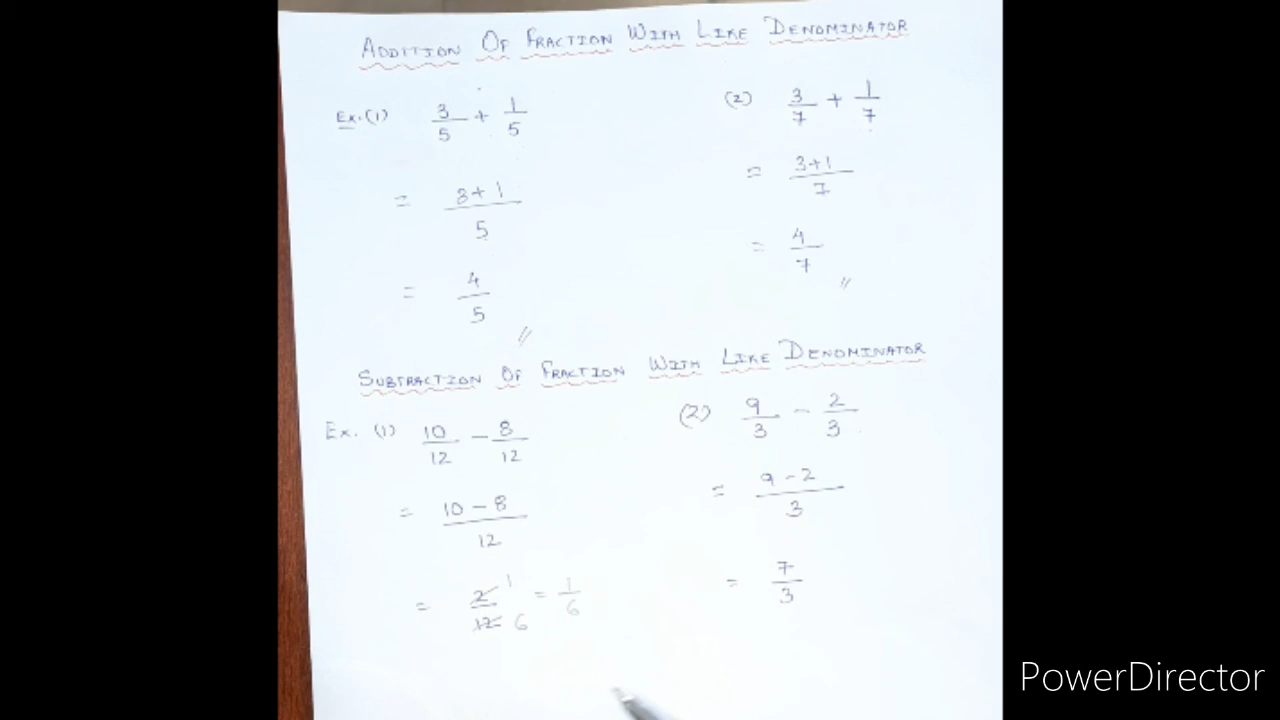 ADDITION OF FRACTION WITH LIKE DENOMINATOR
Ex.(1) 3/5 + 1/5
= 3+1/5
= 4/5 //
(2) 3/7 + 1/7
= 3+1/7
= 4/7 //
SUBTRACTION OF FRACTION WITH LIKE DENOMINATOR
Ex. (1) 10/12 - 8/12
= 10-8/12
= 2/12 1 6 = 1/6
(2) 9/3 - 2/3
= 9-2/3
= 7/3
PowerDirector